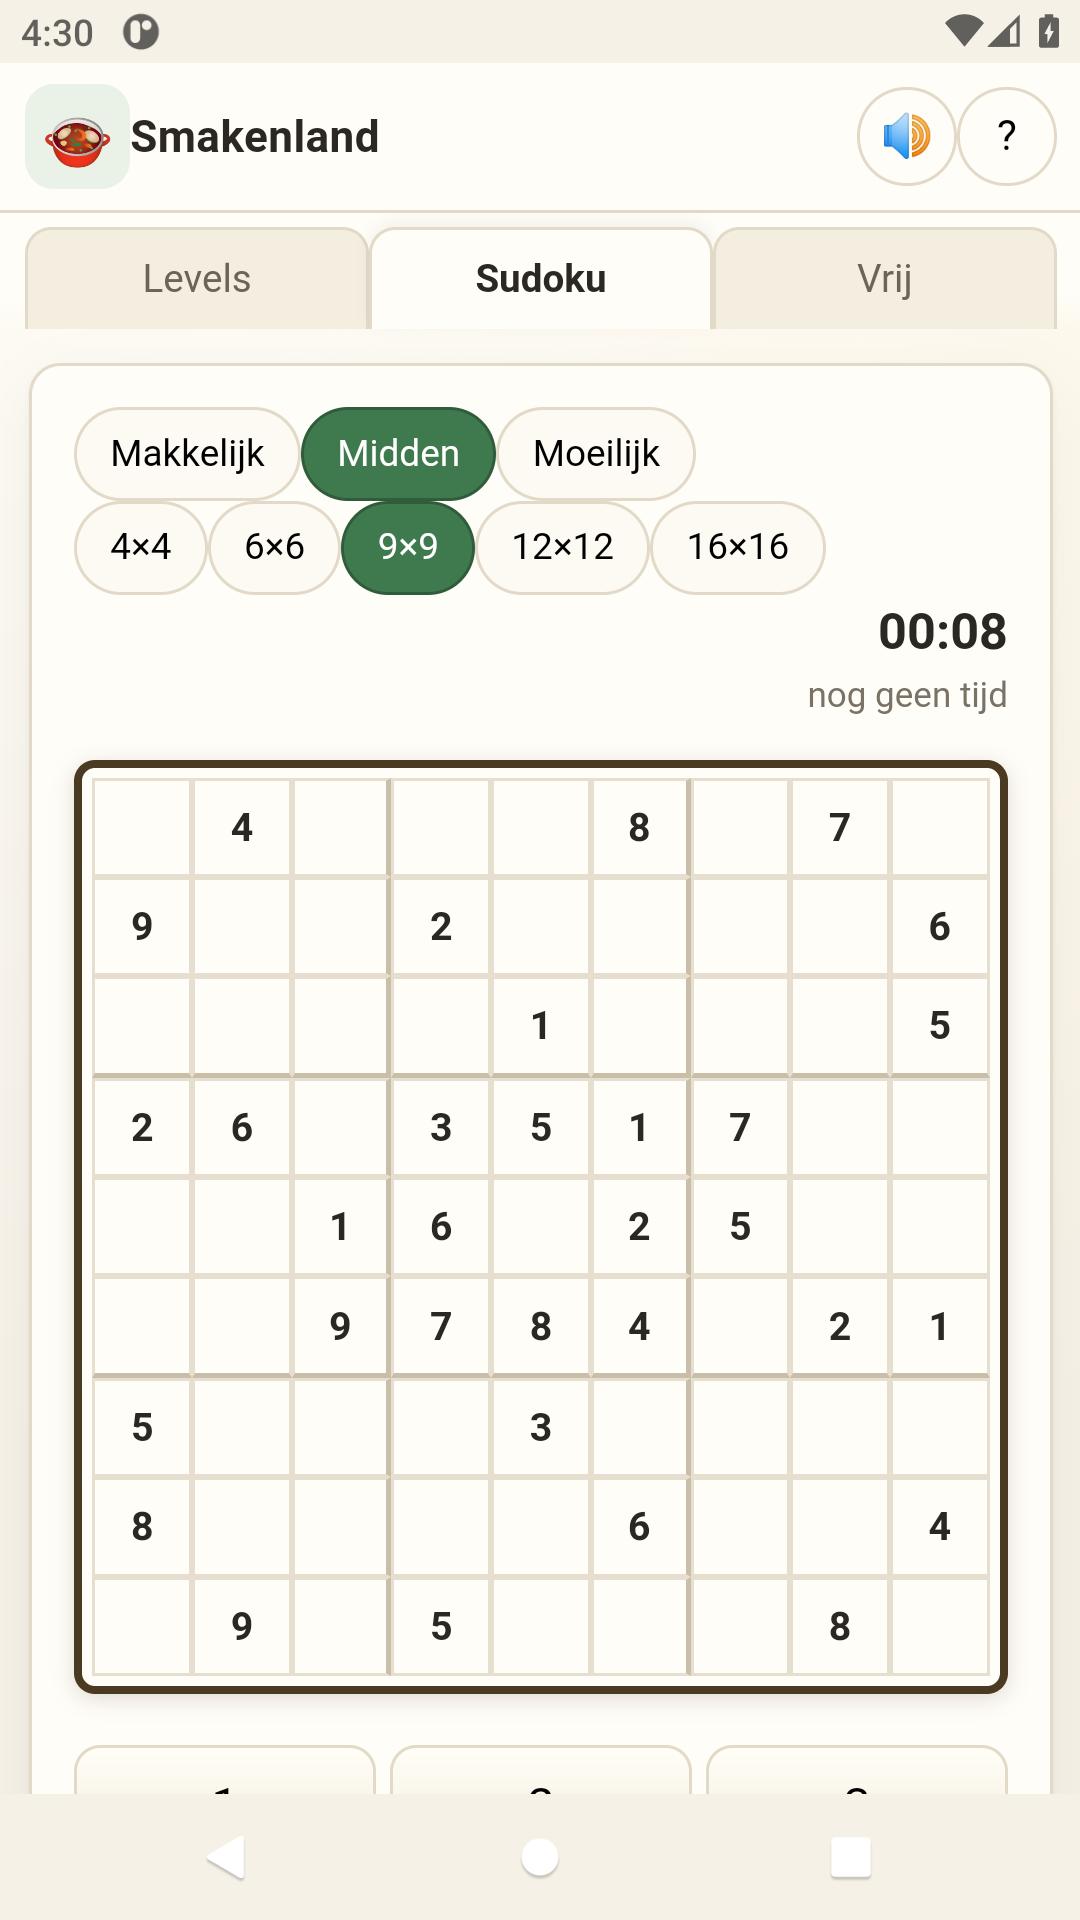 4:30
Smakenland
?
Levels Sudoku Vrij
Makkelijk Midden Moeilijk
4×4 6×6 9×9 12×12 16×16
00:08
nog geen tijd
4 8 7
9 2 6
1 5
2 6 3 5 1 7
1 6 2 5
9 7 8 4 2 1
5 3
8 6 4
9 5 8